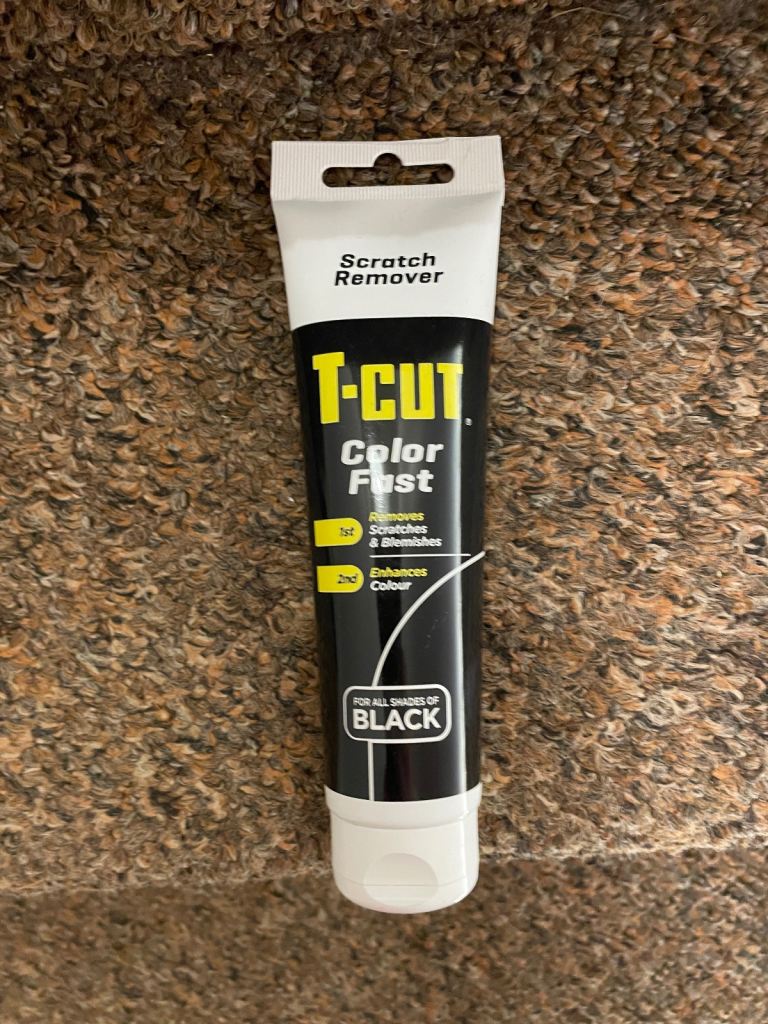 Scratch
Remover
T-CUT®
Color
Fast
1st
Removes
Scratches
& Blemishes
2nd
Enhances
Colour
FOR ALL SHADES OF
BLACK